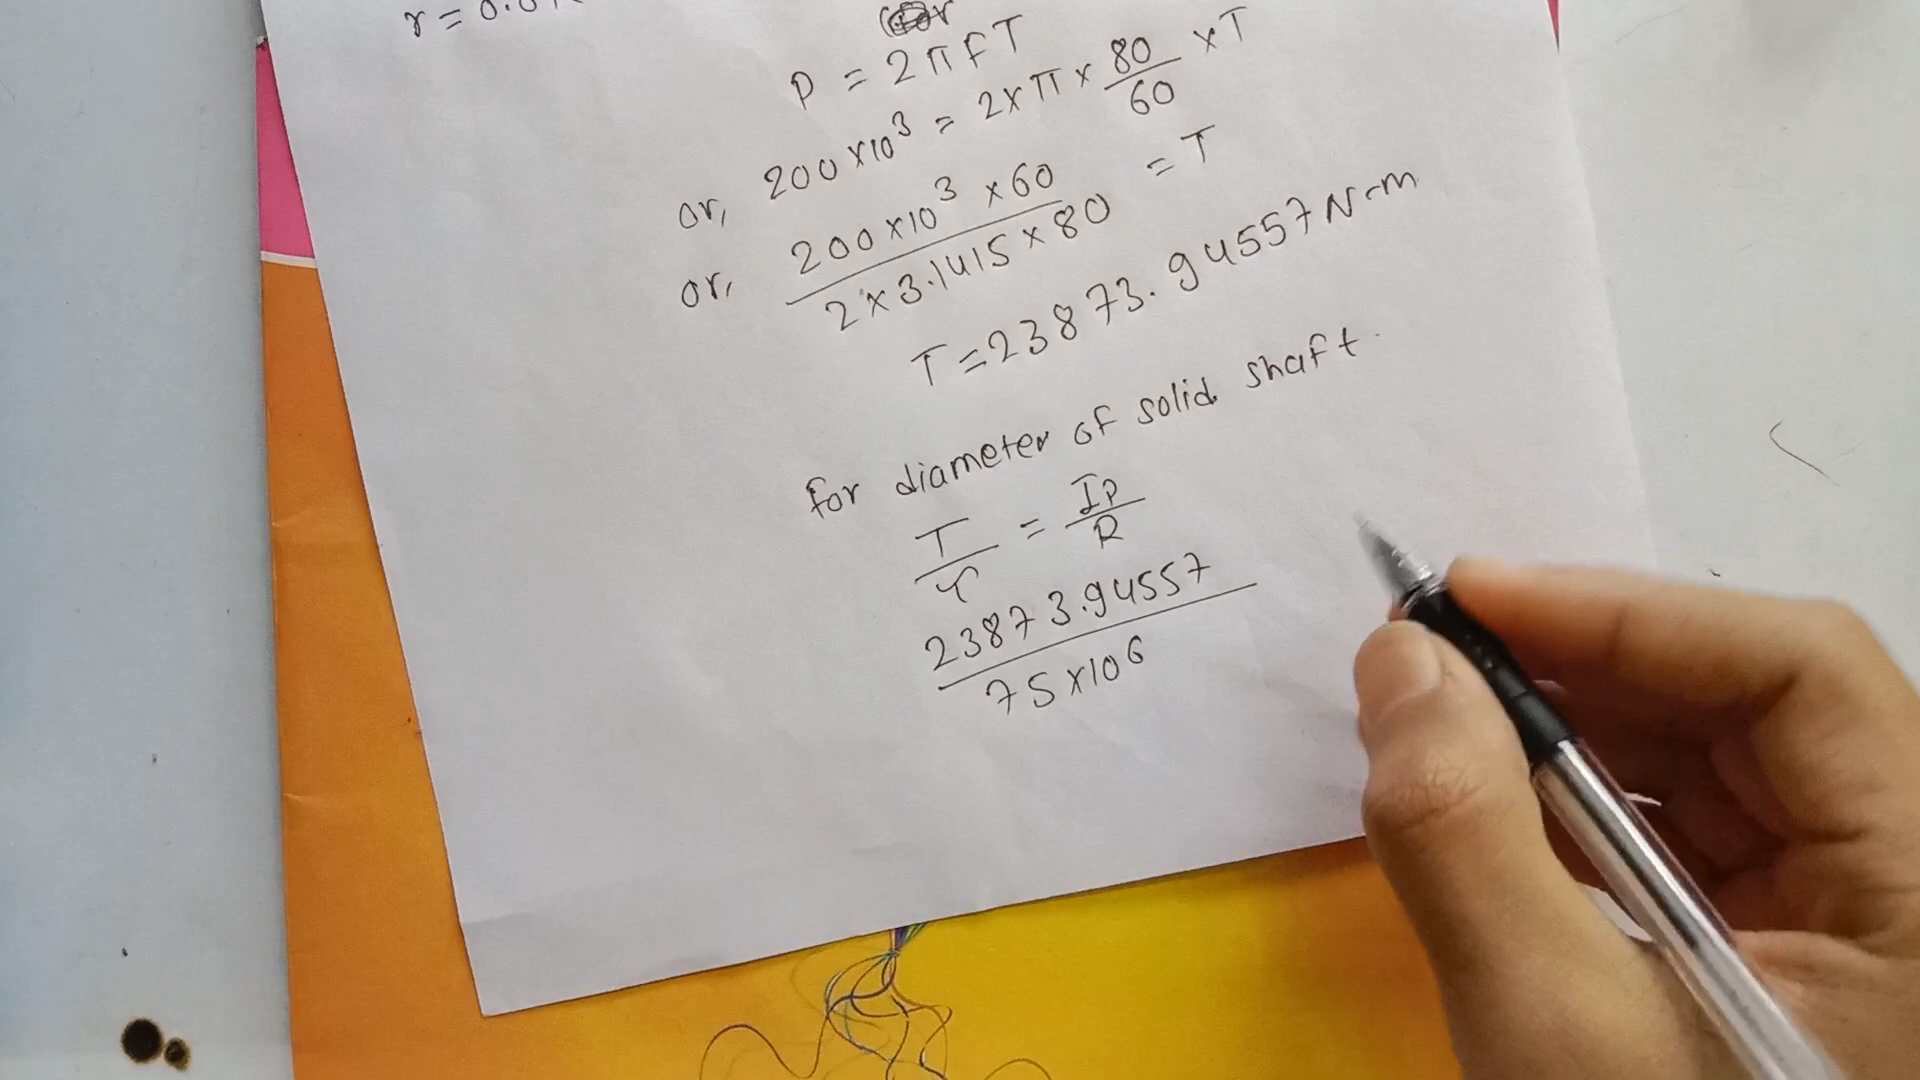 P = 2πFT
or, 200×10³ = 2×π×80/60 ×T
or, 200×10³ ×60 / 2×3.1415×80 = T
T=23873.94557 N-m
for diameter of solid shaft.
T/τ = IP/R
23873.94557 / 75×106